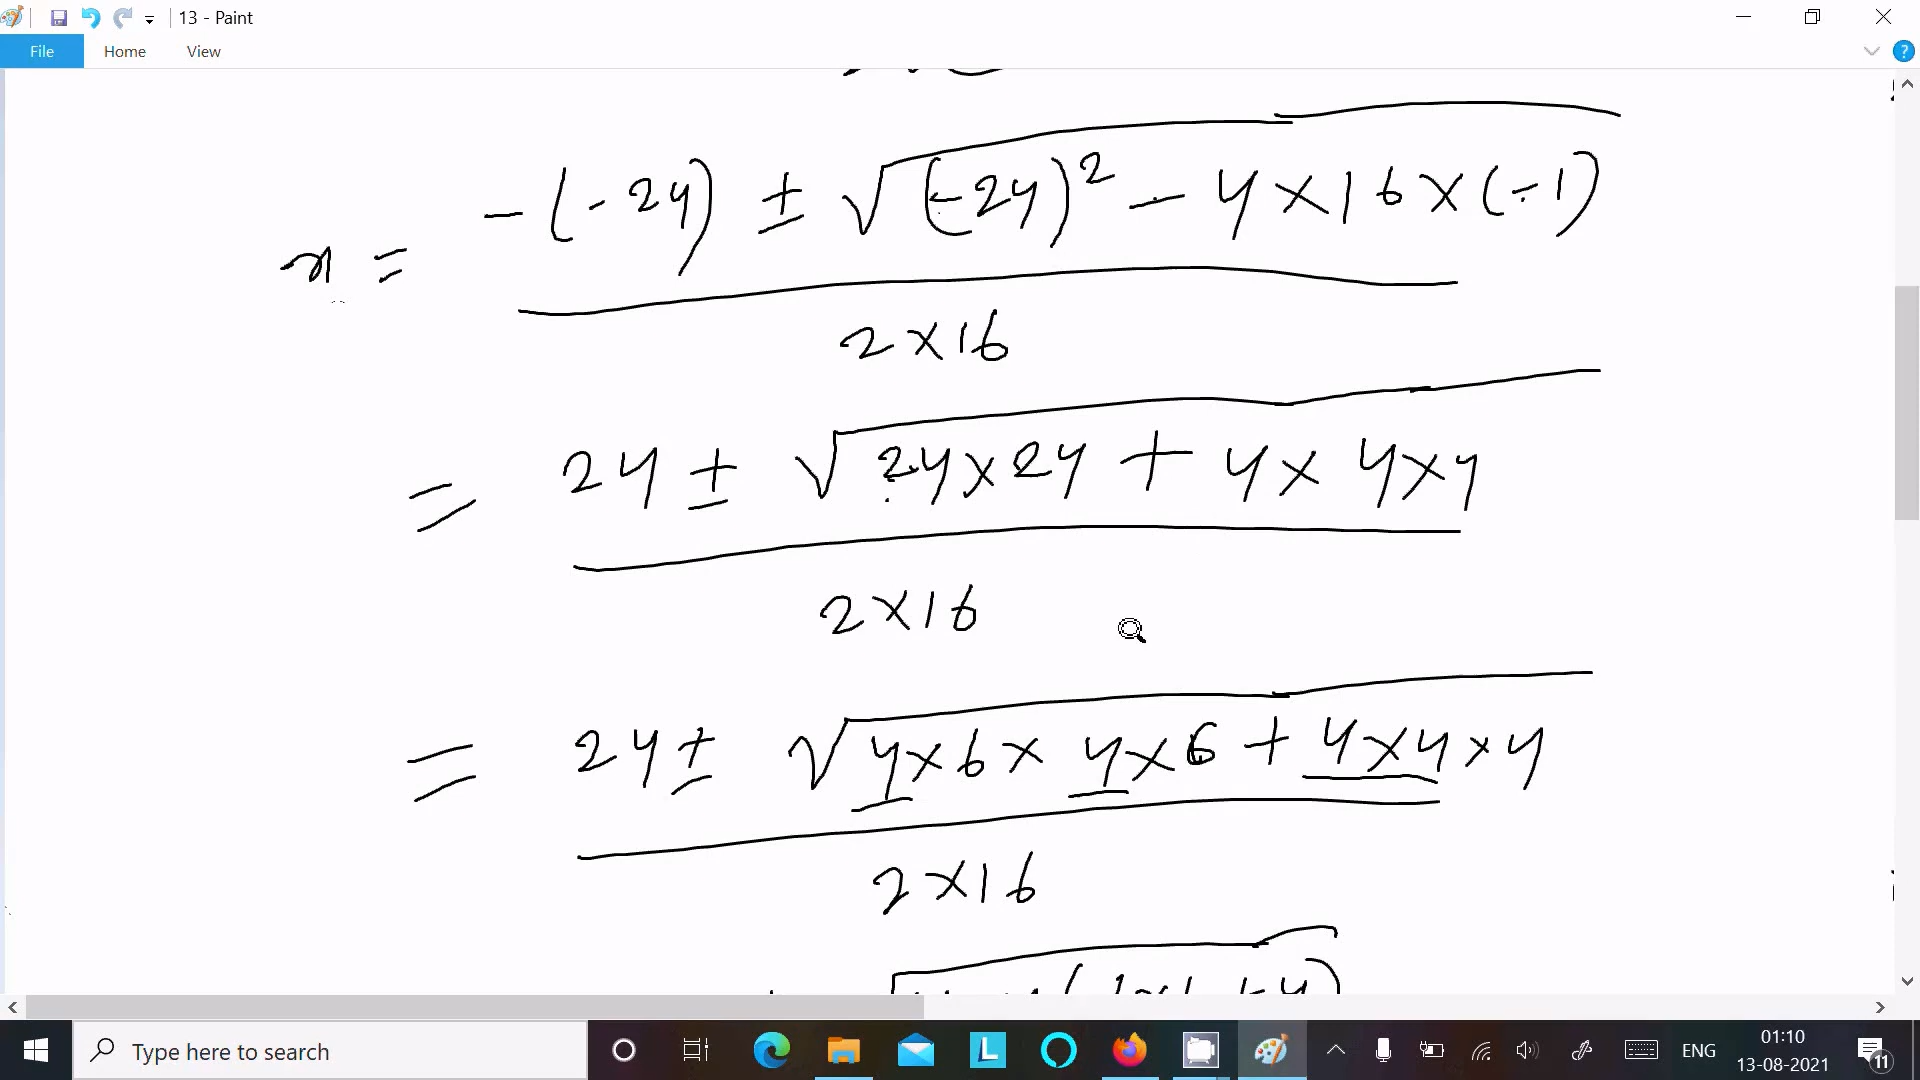 13 - Paint
File Home View
x = -(-24) ± √(-24)² - 4×16×(-1)
2×16
= 24 ± √24×24 + 4×4×4
2×16
= 24 ± √4×6×4×6 + 4×4×4
2×16
Type here to search
ENG
01:10
13-08-2021
11